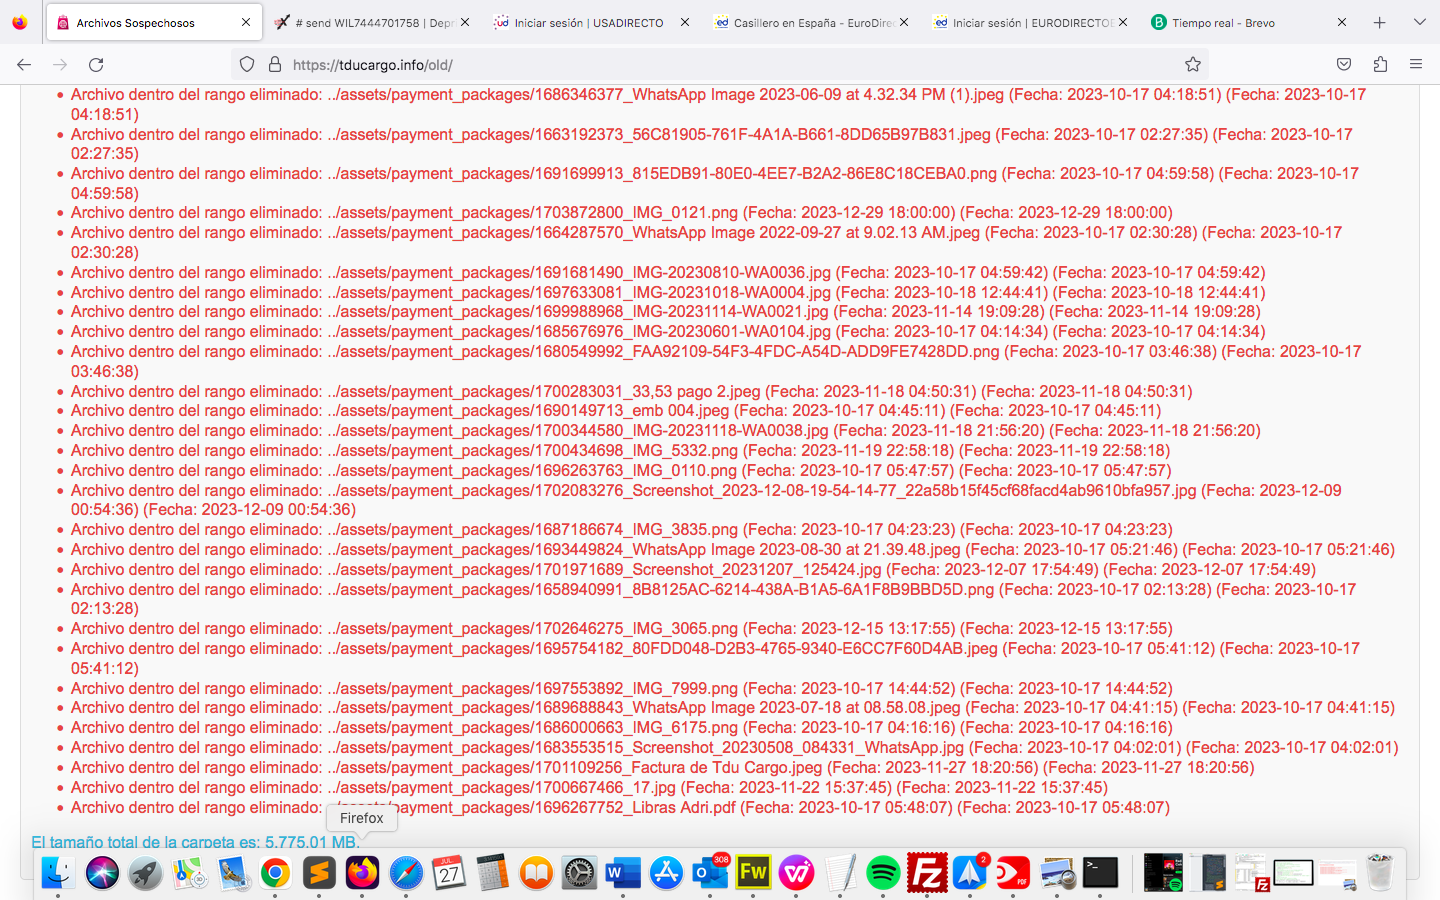 Archivos Sospechosos
# send WIL7444701758 | Depr
Iniciar sesión | USADIRECTO
Casillero en España - EuroDirec
Iniciar sesión | EURODIRECTOE
Tiempo real - Brevo
https://tducargo.info/old/
Archivo dentro del rango eliminado: ../assets/payment_packages/1686346377_WhatsApp Image 2023-06-09 at 4.32.34 PM (1).jpeg (Fecha: 2023-10-17 04:18:51) (Fecha: 2023-10-17
04:18:51)
Archivo dentro del rango eliminado: ../assets/payment_packages/1663192373_56C81905-761F-4A1A-B661-8DD65B97B831.jpeg (Fecha: 2023-10-17 02:27:35) (Fecha: 2023-10-17
02:27:35)
Archivo dentro del rango eliminado: ../assets/payment_packages/1691699913_815EDB91-80E0-4EE7-B2A2-86E8C18CEBA0.png (Fecha: 2023-10-17 04:59:58) (Fecha: 2023-10-17
04:59:58)
Archivo dentro del rango eliminado: ../assets/payment_packages/1703872800_IMG_0121.png (Fecha: 2023-12-29 18:00:00) (Fecha: 2023-12-29 18:00:00)
Archivo dentro del rango eliminado: ../assets/payment_packages/1664287570_WhatsApp Image 2022-09-27 at 9.02.13 AM.jpeg (Fecha: 2023-10-17 02:30:28) (Fecha: 2023-10-17
02:30:28)
Archivo dentro del rango eliminado: ../assets/payment_packages/1691681490_IMG-20230810-WA0036.jpg (Fecha: 2023-10-17 04:59:42) (Fecha: 2023-10-17 04:59:42)
Archivo dentro del rango eliminado: ../assets/payment_packages/1697633081_IMG-20231018-WA0004.jpg (Fecha: 2023-10-18 12:44:41) (Fecha: 2023-10-18 12:44:41)
Archivo dentro del rango eliminado: ../assets/payment_packages/1699988968_IMG-20231114-WA0021.jpg (Fecha: 2023-11-14 19:09:28) (Fecha: 2023-11-14 19:09:28)
Archivo dentro del rango eliminado: ../assets/payment_packages/1685676976_IMG-20230601-WA0104.jpg (Fecha: 2023-10-17 04:14:34) (Fecha: 2023-10-17 04:14:34)
Archivo dentro del rango eliminado: ../assets/payment_packages/1680549992_FAA92109-54F3-4FDC-A54D-ADD9FE7428DD.png (Fecha: 2023-10-17 03:46:38) (Fecha: 2023-10-17
03:46:38)
Archivo dentro del rango eliminado: ../assets/payment_packages/1700283031_33,53 pago 2.jpeg (Fecha: 2023-11-18 04:50:31) (Fecha: 2023-11-18 04:50:31)
Archivo dentro del rango eliminado: ../assets/payment_packages/1690149713_emb 004.jpeg (Fecha: 2023-10-17 04:45:11) (Fecha: 2023-10-17 04:45:11)
Archivo dentro del rango eliminado: ../assets/payment_packages/1700344580_IMG-20231118-WA0038.jpg (Fecha: 2023-11-18 21:56:20) (Fecha: 2023-11-18 21:56:20)
Archivo dentro del rango eliminado: ../assets/payment_packages/1700434698_IMG_5332.png (Fecha: 2023-11-19 22:58:18) (Fecha: 2023-11-19 22:58:18)
Archivo dentro del rango eliminado: ../assets/payment_packages/1696263763_IMG_0110.png (Fecha: 2023-10-17 05:47:57) (Fecha: 2023-10-17 05:47:57)
Archivo dentro del rango eliminado: ../assets/payment_packages/1702083276_Screenshot_2023-12-08-19-54-14-77_22a58b15f45cf68facd4ab9610bfa957.jpg (Fecha: 2023-12-09
00:54:36) (Fecha: 2023-12-09 00:54:36)
Archivo dentro del rango eliminado: ../assets/payment_packages/1687186674_IMG_3835.png (Fecha: 2023-10-17 04:23:23) (Fecha: 2023-10-17 04:23:23)
Archivo dentro del rango eliminado: ../assets/payment_packages/1693449824_WhatsApp Image 2023-08-30 at 21.39.48.jpeg (Fecha: 2023-10-17 05:21:46) (Fecha: 2023-10-17 05:21:46)
Archivo dentro del rango eliminado: ../assets/payment_packages/1701971689_Screenshot_20231207_125424.jpg (Fecha: 2023-12-07 17:54:49) (Fecha: 2023-12-07 17:54:49)
Archivo dentro del rango eliminado: ../assets/payment_packages/1658940991_8B8125AC-6214-438A-B1A5-6A1F8B9BBD5D.png (Fecha: 2023-10-17 02:13:28) (Fecha: 2023-10-17
02:13:28)
Archivo dentro del rango eliminado: ../assets/payment_packages/1702646275_IMG_3065.png (Fecha: 2023-12-15 13:17:55) (Fecha: 2023-12-15 13:17:55)
Archivo dentro del rango eliminado: ../assets/payment_packages/1695754182_80FDD048-D2B3-4765-9340-E6CC7F60D4AB.jpeg (Fecha: 2023-10-17 05:41:12) (Fecha: 2023-10-17
05:41:12)
Archivo dentro del rango eliminado: ../assets/payment_packages/1697553892_IMG_7999.png (Fecha: 2023-10-17 14:44:52) (Fecha: 2023-10-17 14:44:52)
Archivo dentro del rango eliminado: ../assets/payment_packages/1689688843_WhatsApp Image 2023-07-18 at 08.58.08.jpeg (Fecha: 2023-10-17 04:41:15) (Fecha: 2023-10-17 04:41:15)
Archivo dentro del rango eliminado: ../assets/payment_packages/1686000663_IMG_6175.png (Fecha: 2023-10-17 04:16:16) (Fecha: 2023-10-17 04:16:16)
Archivo dentro del rango eliminado: ../assets/payment_packages/1683553515_Screenshot_20230508_084331_WhatsApp.jpg (Fecha: 2023-10-17 04:02:01) (Fecha: 2023-10-17 04:02:01)
Archivo dentro del rango eliminado: ../assets/payment_packages/1701109256_Factura de Tdu Cargo.jpeg (Fecha: 2023-11-27 18:20:56) (Fecha: 2023-11-27 18:20:56)
Archivo dentro del rango eliminado: ../assets/payment_packages/1700667466_17.jpg (Fecha: 2023-11-22 15:37:45) (Fecha: 2023-11-22 15:37:45)
Archivo dentro del rango eliminado: ../assets/payment_packages/1696267752_Libras Adri.pdf (Fecha: 2023-10-17 05:48:07) (Fecha: 2023-10-17 05:48:07)
Firefox
El tamaño total de la carpeta es: 5,775.01 MB.
JUL
27
308
Fw
2
PDF